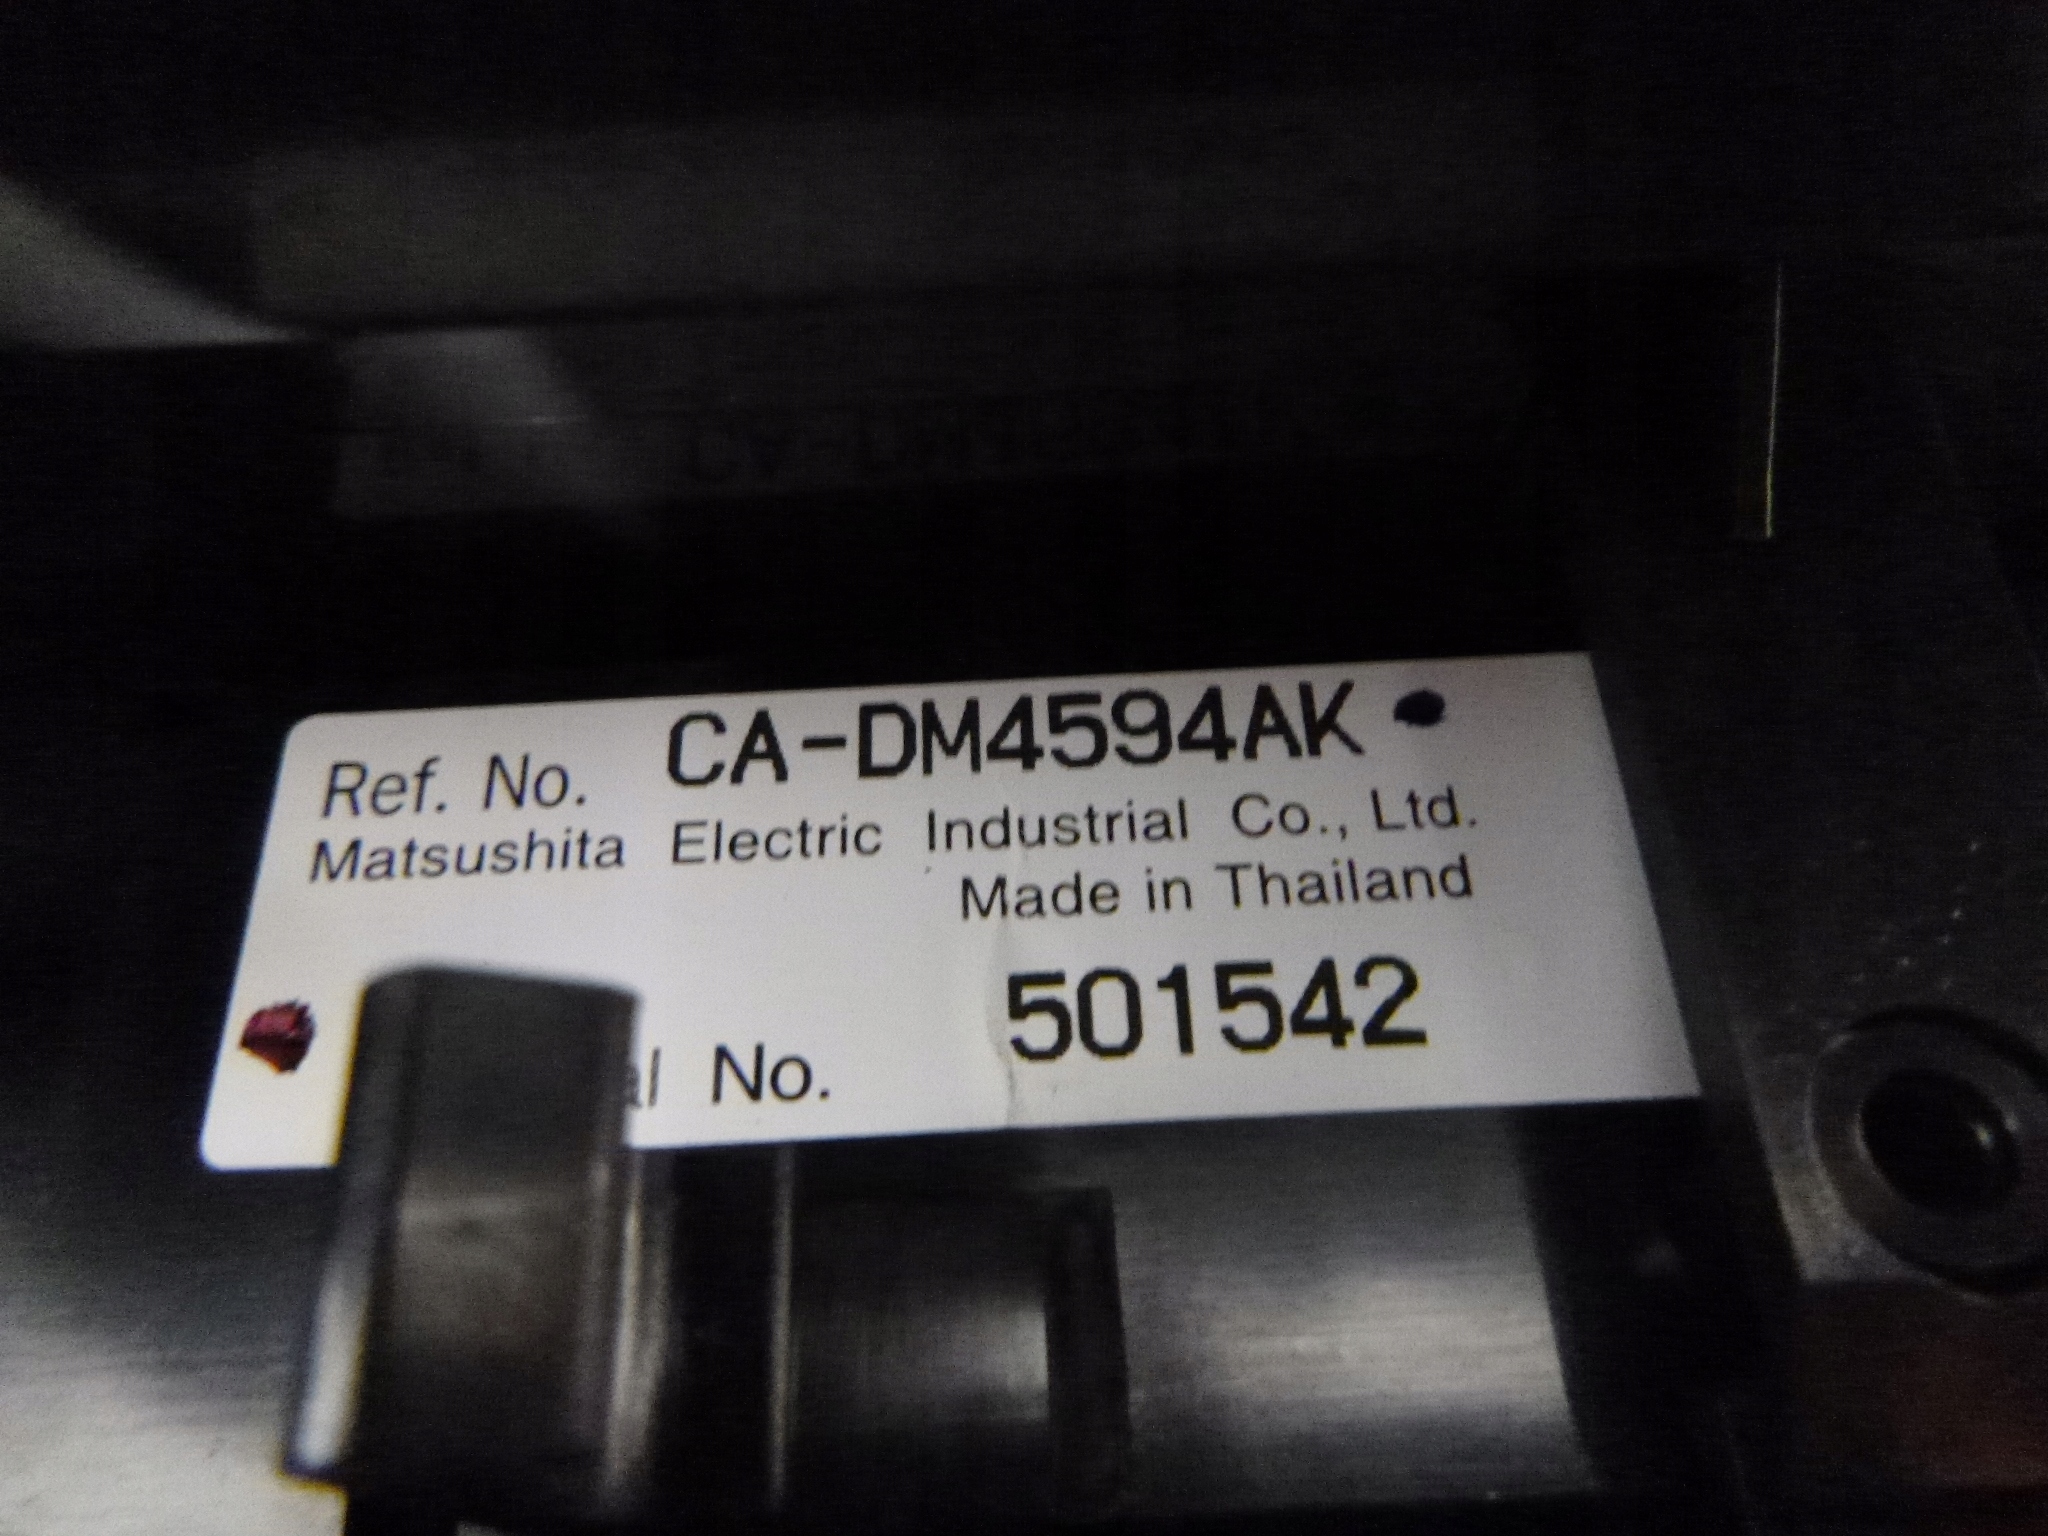 Ref. No. CA-DM4594AK
Matsushita Electric Industrial Co., Ltd.
Made in Thailand
No. 501542